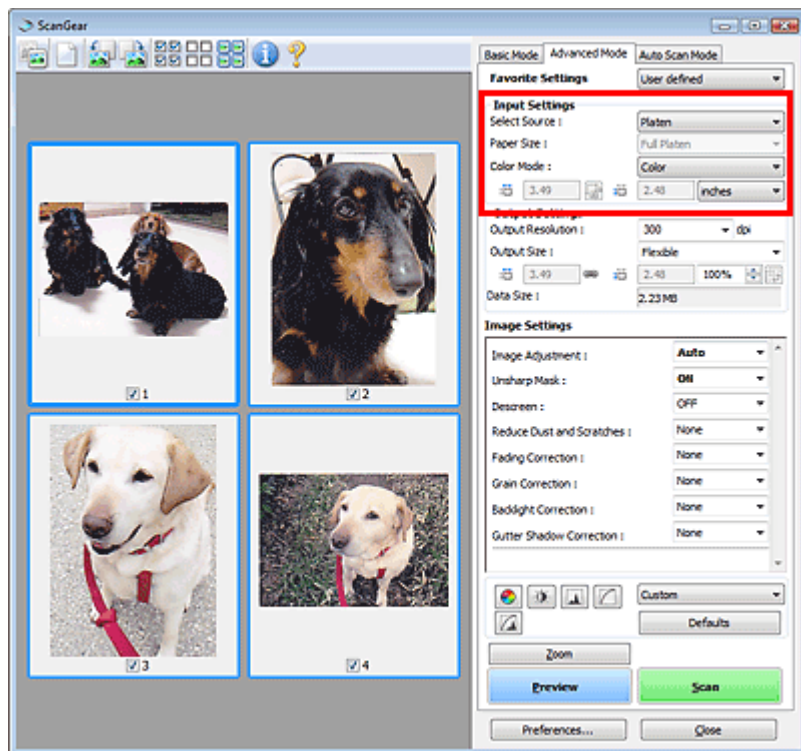 ScanGear
Basic Mode Advanced Mode Auto Scan Mode
Favorite Settings User defined
Input Settings
Select Source : Platen
Paper Size : Full Platen
Color Mode : Color
3.49 2.48 inches
Output Settings
Output Resolution : 300 dpi
Output Size : Flexible
3.49 2.48 100%
Data Size : 2.23 MB
Image Settings
Image Adjustment : Auto
Unsharp Mask : ON
Descreen : OFF
Reduce Dust and Scratches : None
Fading Correction : None
Grain Correction : None
Backlight Correction : None
Gutter Shadow Correction : None
Custom
Defaults
Zoom
Preview Scan
Preferences... Close
1
2
3
4